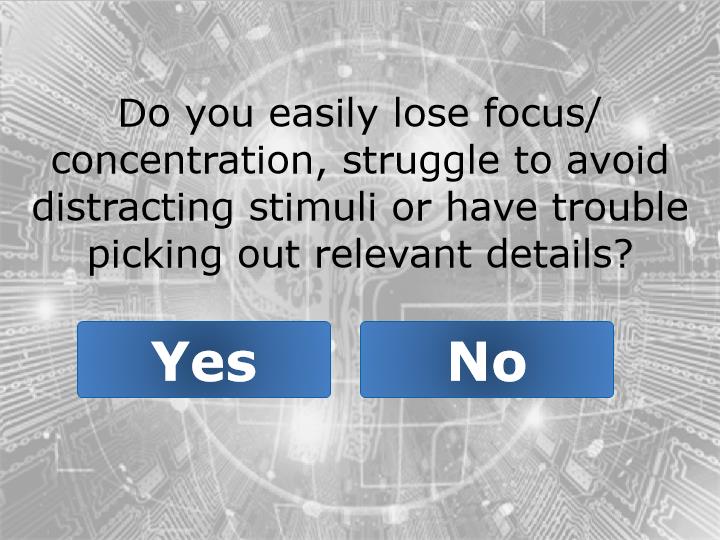 Do you easily lose focus/
concentration, struggle to avoid
distracting stimuli or have trouble
picking out relevant details?
Yes
No